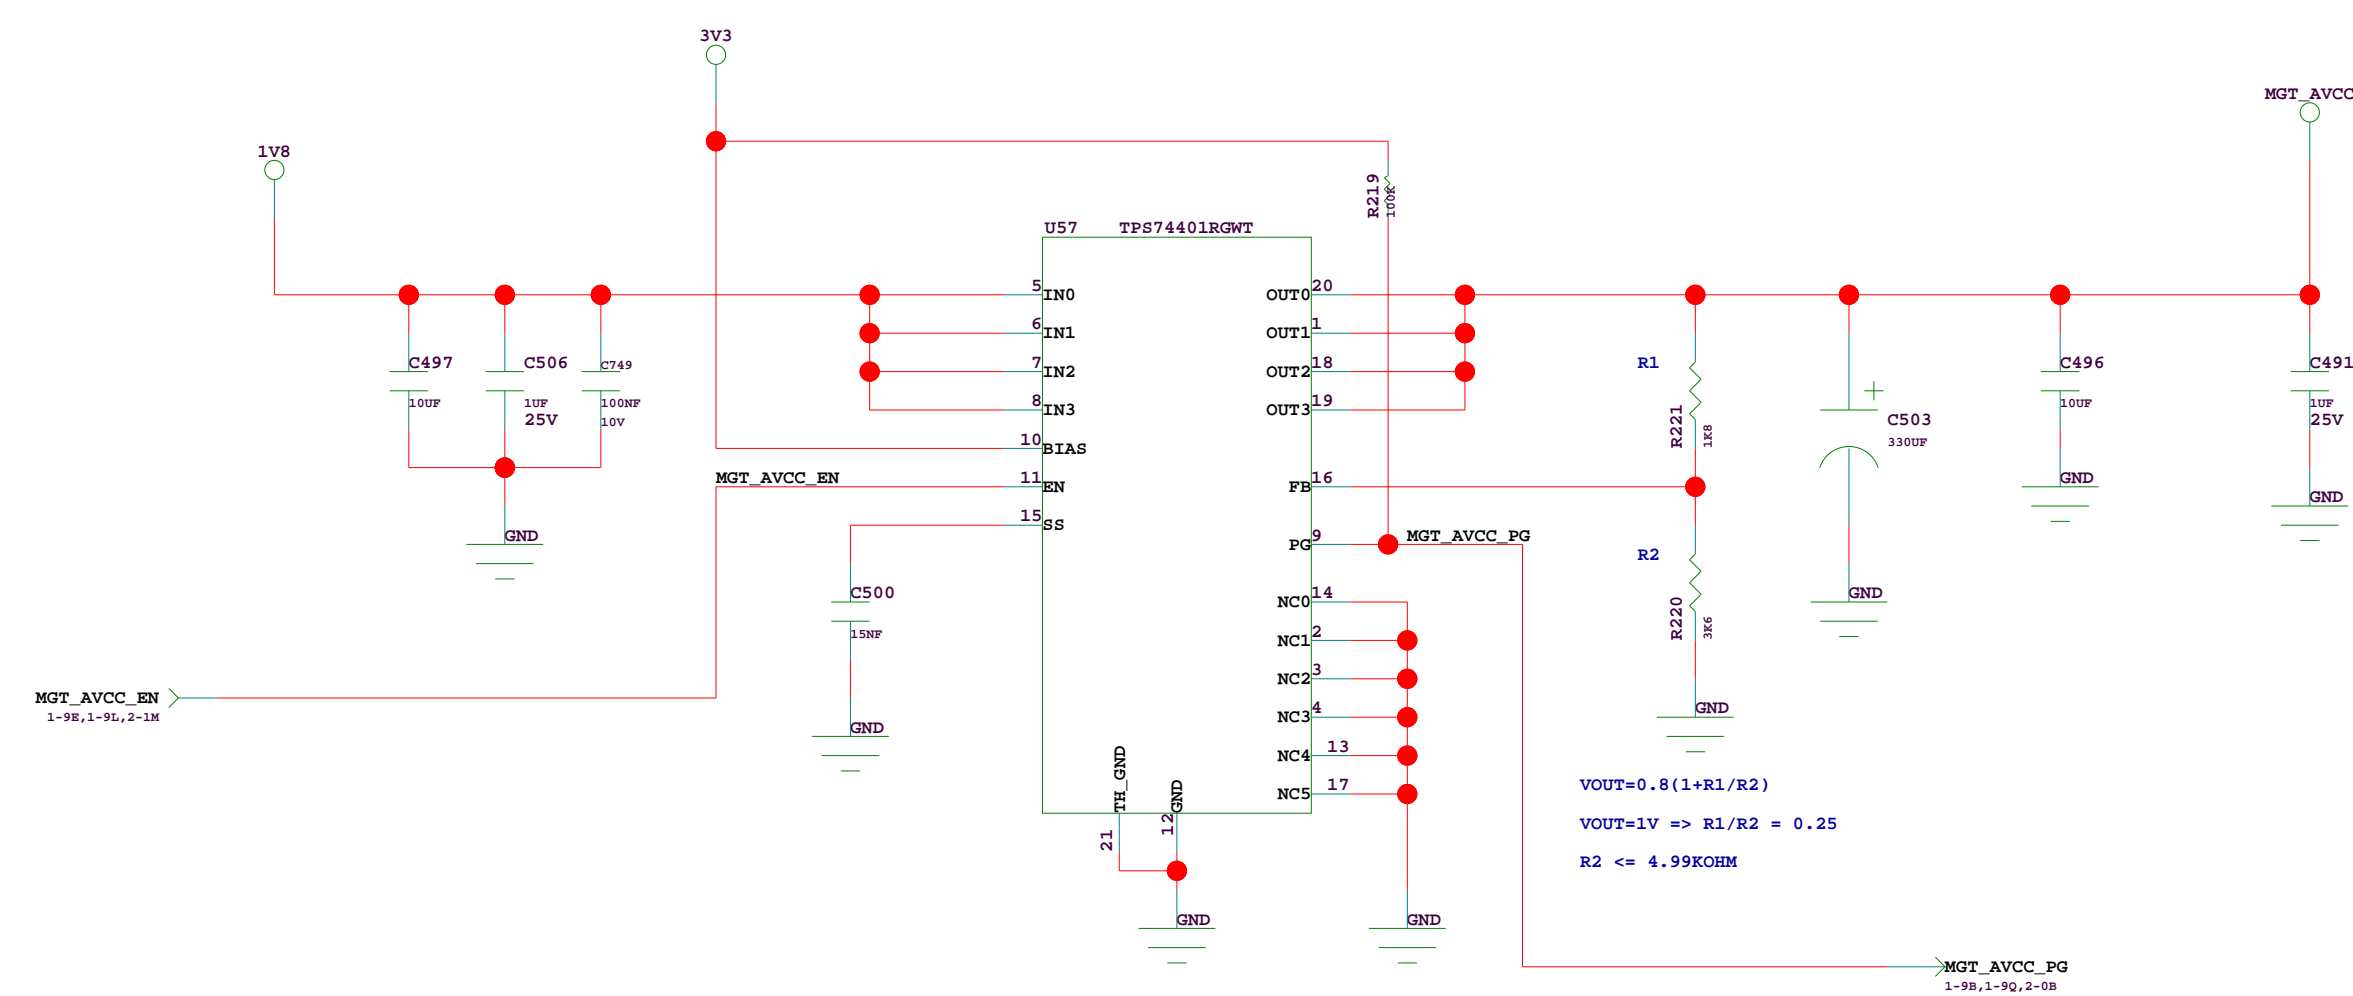 3V3
MGT_AVCC
1V8
R219
100K
U57
TPS74401RGWT
5
IN0
6
IN1
7
IN2
8
IN3
10
BIAS
MGT_AVCC_EN
11
EN
15
SS
20
OUT0
1
OUT1
18
OUT2
19
OUT3
16
FB
9
PG
MGT_AVCC_PG
14
NC0
2
NC1
3
NC2
4
NC3
13
NC4
17
NC5
TH_GND
21
GND
12
C497
10UF
C506
1UF
25V
C749
100NF
10V
GND
C500
15NF
GND
MGT_AVCC_EN
1-9E,1-9L,2-1M
R1
R221
1K8
R2
R220
3K6
GND
C503
330UF
GND
C496
10UF
GND
C491
1UF
25V
GND
VOUT=0.8(1+R1/R2)
VOUT=1V => R1/R2 = 0.25
R2 <= 4.99KOHM
GND
GND
MGT_AVCC_PG
1-9B,1-9Q,2-0B